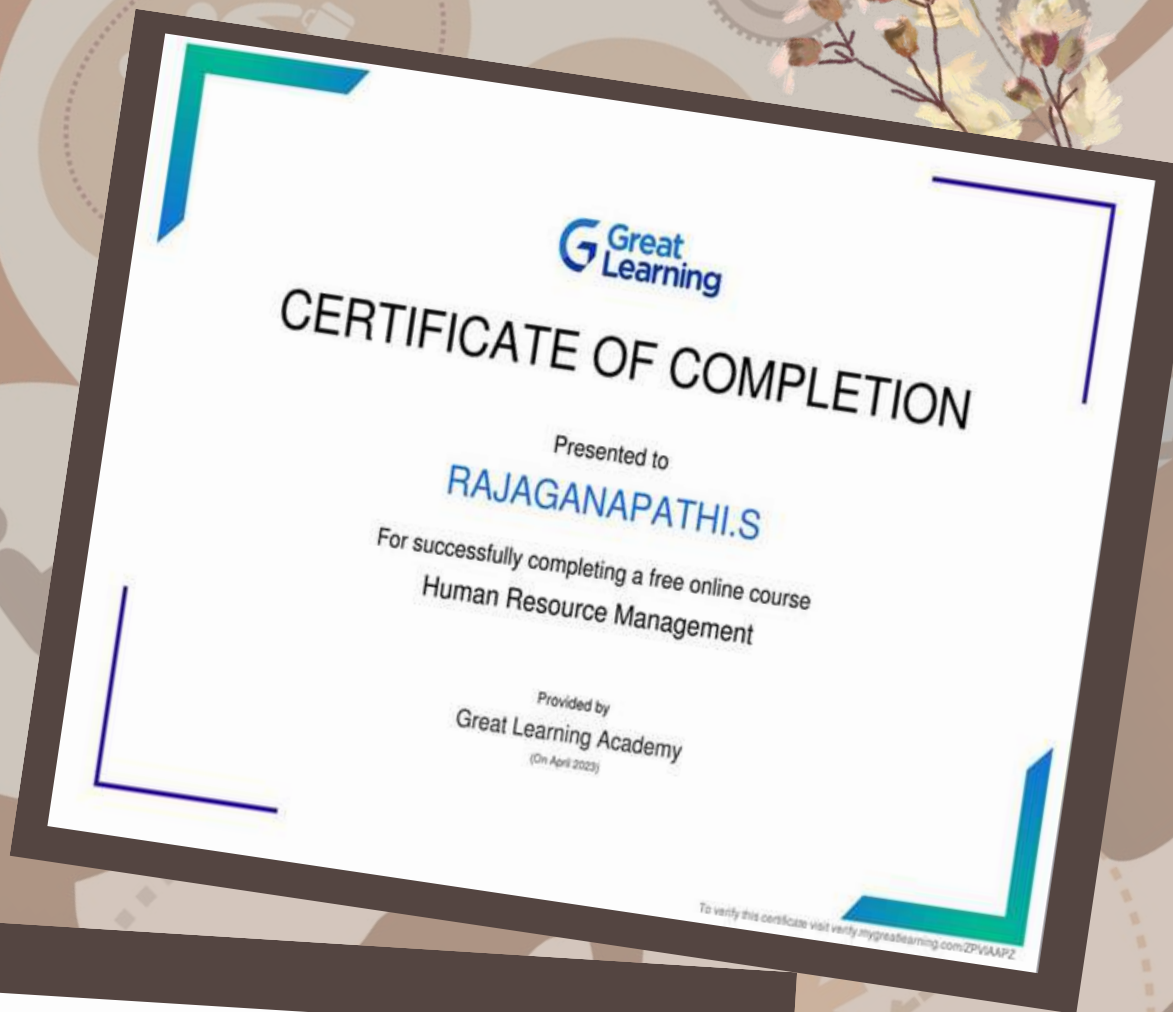 Great
Learning
CERTIFICATE OF COMPLETION
Presented to
RAJAGANAPATHI.S
For successfully completing a free online course
Human Resource Management
Provided by
Great Learning Academy
(On April 2023)
To verify this certificate visit verify.mygreatlearning.com/